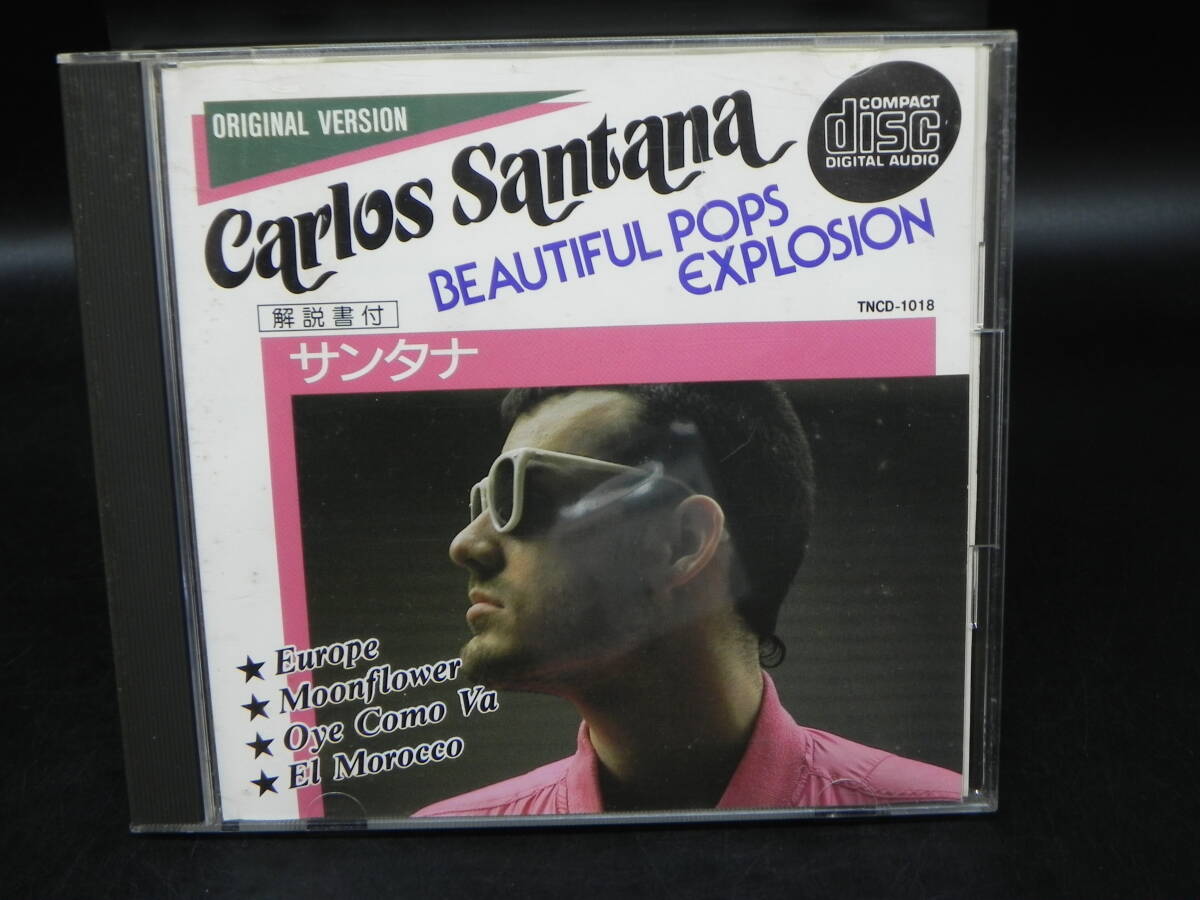 ORIGINAL VERSION
COMPACT
disc
DIGITAL AUDIO
Carlos Santana
BEAUTIFUL POPS
EXPLOSION
TNCD-1018
解説書付
サンタナ
★ Europe
★ Moonflower
★ Oye Como Va
★ El Morocco